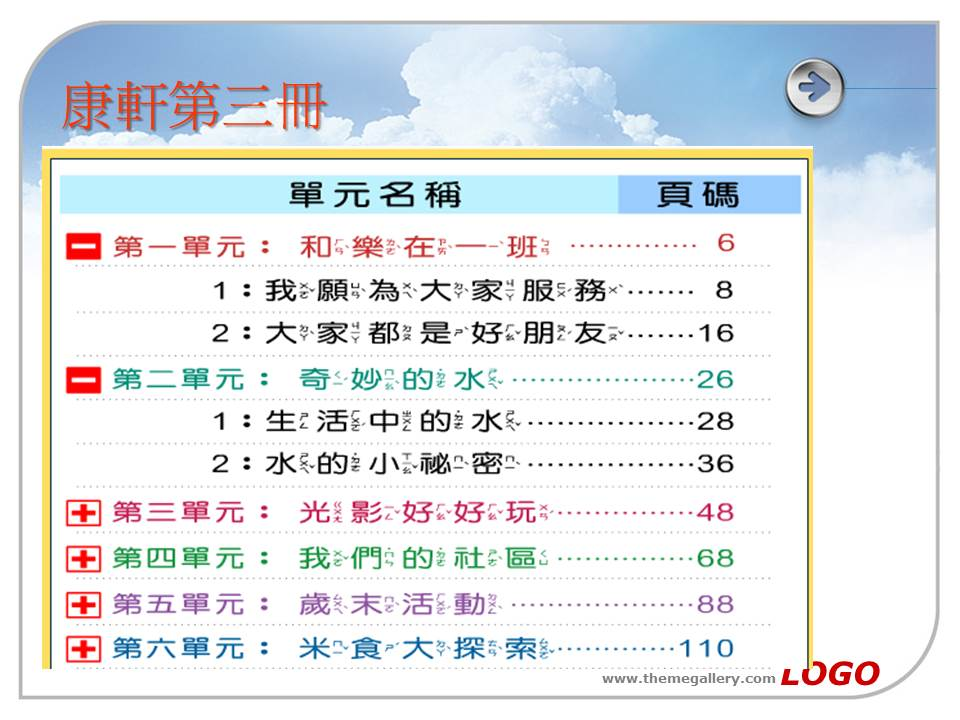 康軒第三冊
單元名稱 頁碼
第一單元： 和樂在一班 ·············· 6
1：我願為大家服務······· 8
2：大家都是好朋友·······16
第二單元： 奇妙的水·····················26
1：生活中的水·················28
2：水的小祕密·················36
第三單元： 光影好好玩················48
第四單元： 我們的社區················68
第五單元： 歲末活動·····················88
第六單元： 米食大探索··············110
www.themegallery.com LOGO